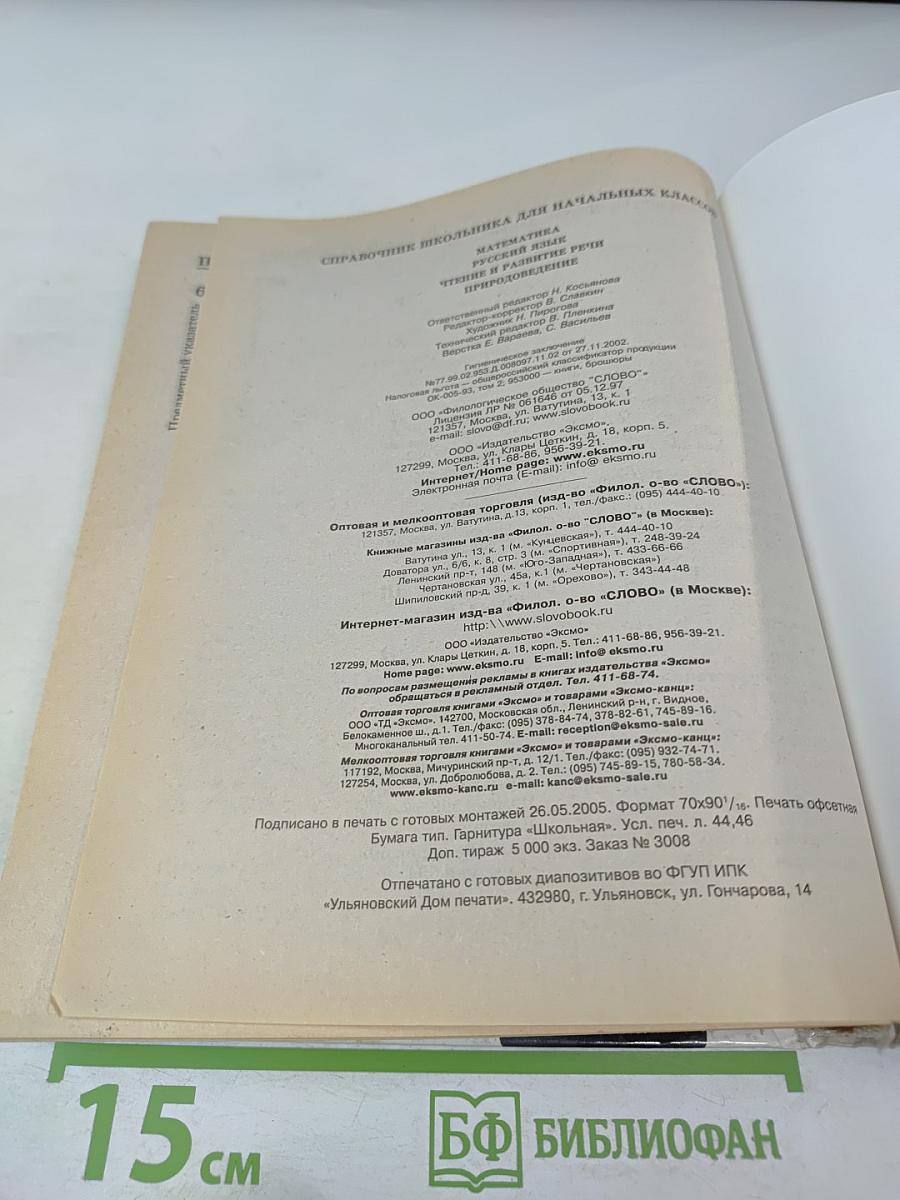 П
6
Предметный указатель
СПРАВОЧНИК ШКОЛЬНИКА ДЛЯ НАЧАЛЬНЫХ КЛАССОВ
МАТЕМАТИКА
РУССКИЙ ЯЗЫК
ЧТЕНИЕ И РАЗВИТИЕ РЕЧИ
ПРИРОДОВЕДЕНИЕ
Ответственный редактор Н. Косьянова
Редактор-корректор В. Славкин
Художник Н. Пирогова
Технический редактор В. Пленкина
Верстка Е. Вараева, С. Васильев
Гигиеническое заключение
№77.99.02.953.Д.008097.11.02 от 27.11.2002.
Налоговая льгота — общероссийский классификатор продукции
ОК-005-93, том 2; 953000 — книги, брошюры
ООО «Филологическое общество "СЛОВО"»
Лицензия ЛР № 061646 от 05.12.97
121357, Москва, ул. Ватутина, 13, к. 1
e-mail: slovo@df.ru; www.slovobook.ru
ООО «Издательство «Эксмо».
127299, Москва, ул. Клары Цеткин, д. 18, корп. 5.
Тел.: 411-68-86, 956-39-21.
Интернет/Home page: www.eksmo.ru
Электронная почта (E-mail): info@ eksmo.ru
Оптовая и мелкооптовая торговля (изд-во «Филол. о-во «СЛОВО»):
121357, Москва, ул. Ватутина, д.13, корп. 1, тел./факс.: (095) 444-40-10
Книжные магазины изд-ва «Филол. о-во "СЛОВО"» (в Москве):
Ватутина ул., 13, к. 1 (м. «Кунцевская»), т. 444-40-10
Доватора ул., 6/6, к. 8, стр. 3 (м. «Спортивная»), т. 248-39-24
Ленинский пр-т, 148 (м. «Юго-Западная»), т. 433-66-66
Чертановская ул., 45а, к.1 (м. «Чертановская»)
Шипиловский пр-д, 39, к. 1 (м. «Орехово»), т. 343-44-48
Интернет-магазин изд-ва «Филол. о-во «СЛОВО» (в Москве):
http:\\www.slovobook.ru
ООО «Издательство «Эксмо»
127299, Москва, ул. Клары Цеткин, д. 18, корп. 5. Тел.: 411-68-86, 956-39-21.
Home page: www.eksmo.ru E-mail: info@ eksmo.ru
По вопросам размещения рекламы в книгах издательства «Эксмо»
обращаться в рекламный отдел. Тел. 411-68-74.
Оптовая торговля книгами «Эксмо» и товарами «Эксмо-канц»:
ООО «ТД «Эксмо». 142700, Московская обл., Ленинский р-н, г. Видное,
Белокаменное ш., д.1. Тел./факс: (095) 378-84-74, 378-82-61, 745-89-16.
Многоканальный тел. 411-50-74. E-mail: reception@eksmo-sale.ru
Мелкооптовая торговля книгами «Эксмо» и товарами «Эксмо-канц»:
117192, Москва, Мичуринский пр-т, д. 12/1. Тел./факс: (095) 932-74-71.
127254, Москва, ул. Добролюбова, д. 2. Тел.: (095) 745-89-15, 780-58-34.
www.eksmo-kanc.ru e-mail: kanc@eksmo-sale.ru
Подписано в печать с готовых монтажей 26.05.2005. Формат 70x90¹/₁₆. Печать офсетная
Бумага тип. Гарнитура «Школьная». Усл. печ. л. 44,46
Доп. тираж 5 000 экз. Заказ № 3008
Отпечатано с готовых диапозитивов во ФГУП ИПК
«Ульяновский Дом печати». 432980, г. Ульяновск, ул. Гончарова, 14
15 см
БФ БИБЛИОФАН